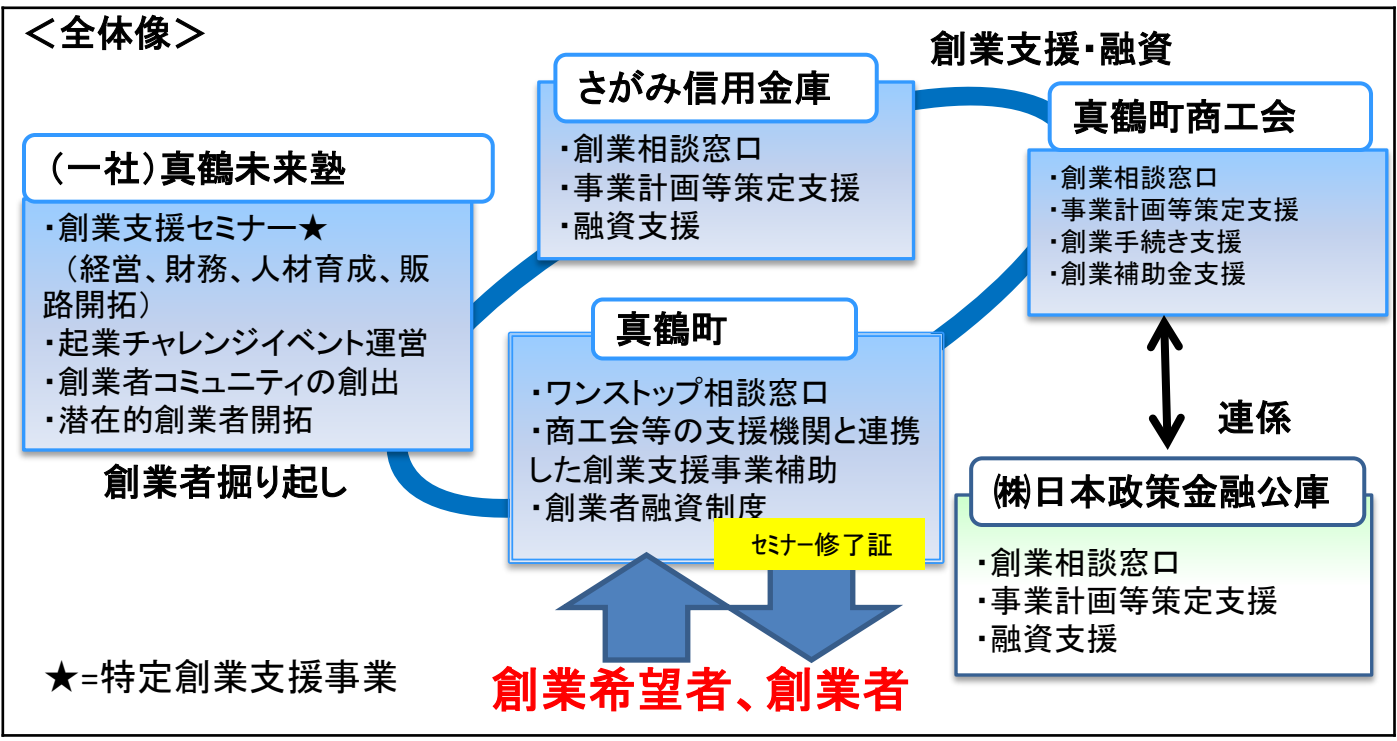 ＜全体像＞
創業支援・融資
さがみ信用金庫
・創業相談窓口
・事業計画等策定支援
・融資支援
真鶴町商工会
・創業相談窓口
・事業計画等策定支援
・創業手続き支援
・創業補助金支援
（一社）真鶴未来塾
・創業支援セミナー★
（経営、財務、人材育成、販
路開拓）
・起業チャレンジイベント運営
・創業者コミュニティの創出
・潜在的創業者開拓
創業者掘り起し
真鶴町
・ワンストップ相談窓口
・商工会等の支援機関と連携
した創業支援事業補助
・創業者融資制度
セミナー修了証
連係
㈱日本政策金融公庫
・創業相談窓口
・事業計画等策定支援
・融資支援
★=特定創業支援事業
創業希望者、創業者